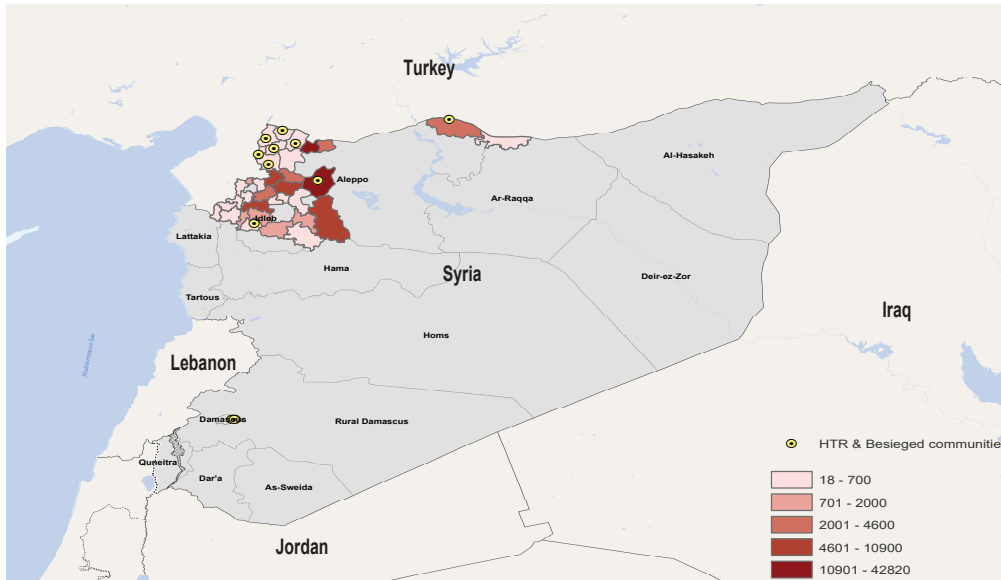 Turkey
Aleppo
Al-Hasakeh
Ar-Raqqa
Idleb
Lattakia
Hama
Syria
Deir-ez-Zor
Tartous
Iraq
Homs
Lebanon
Damascus
Rural Damascus
HTR & Besieged communities
Quneitra
Dar'a
As-Sweida
18 - 700
701 - 2000
2001 - 4600
4601 - 10900
10901 - 42820
Jordan